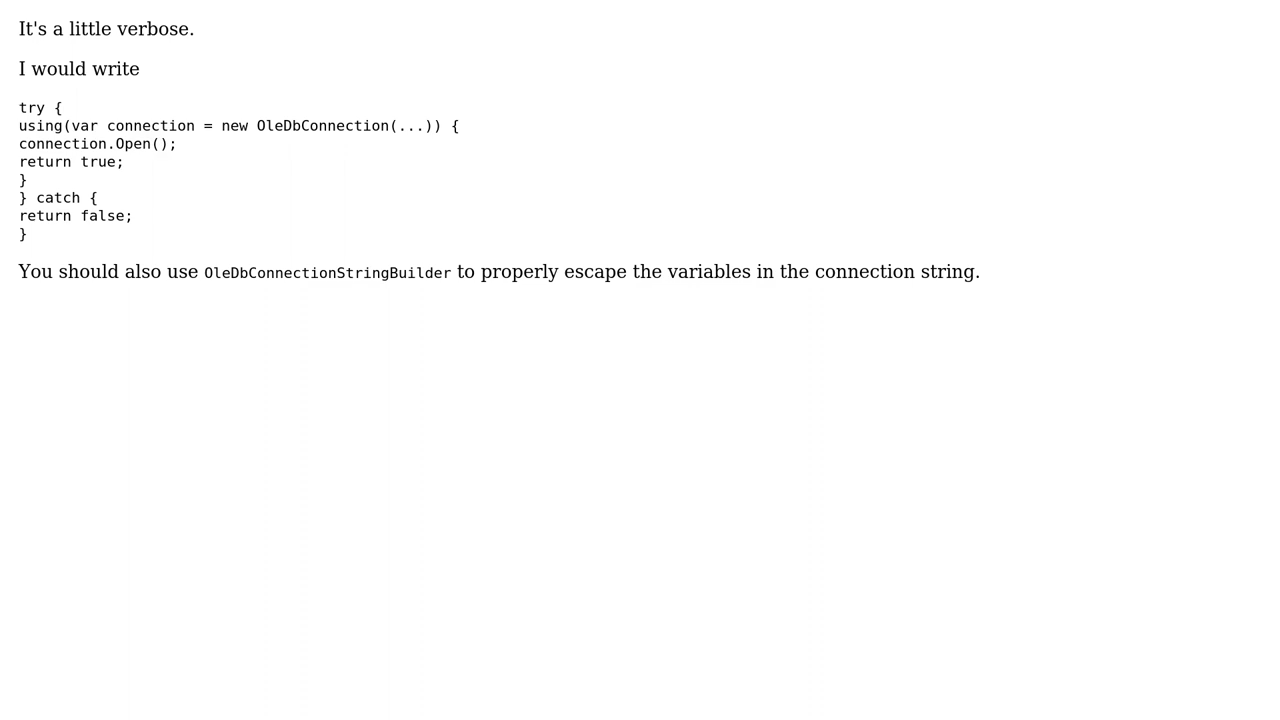 It's a little verbose.
I would write
try {
using(var connection = new OleDbConnection(...)) {
connection.Open();
return true;
}
} catch {
return false;
}
You should also use OleDbConnectionStringBuilder to properly escape the variables in the connection string.